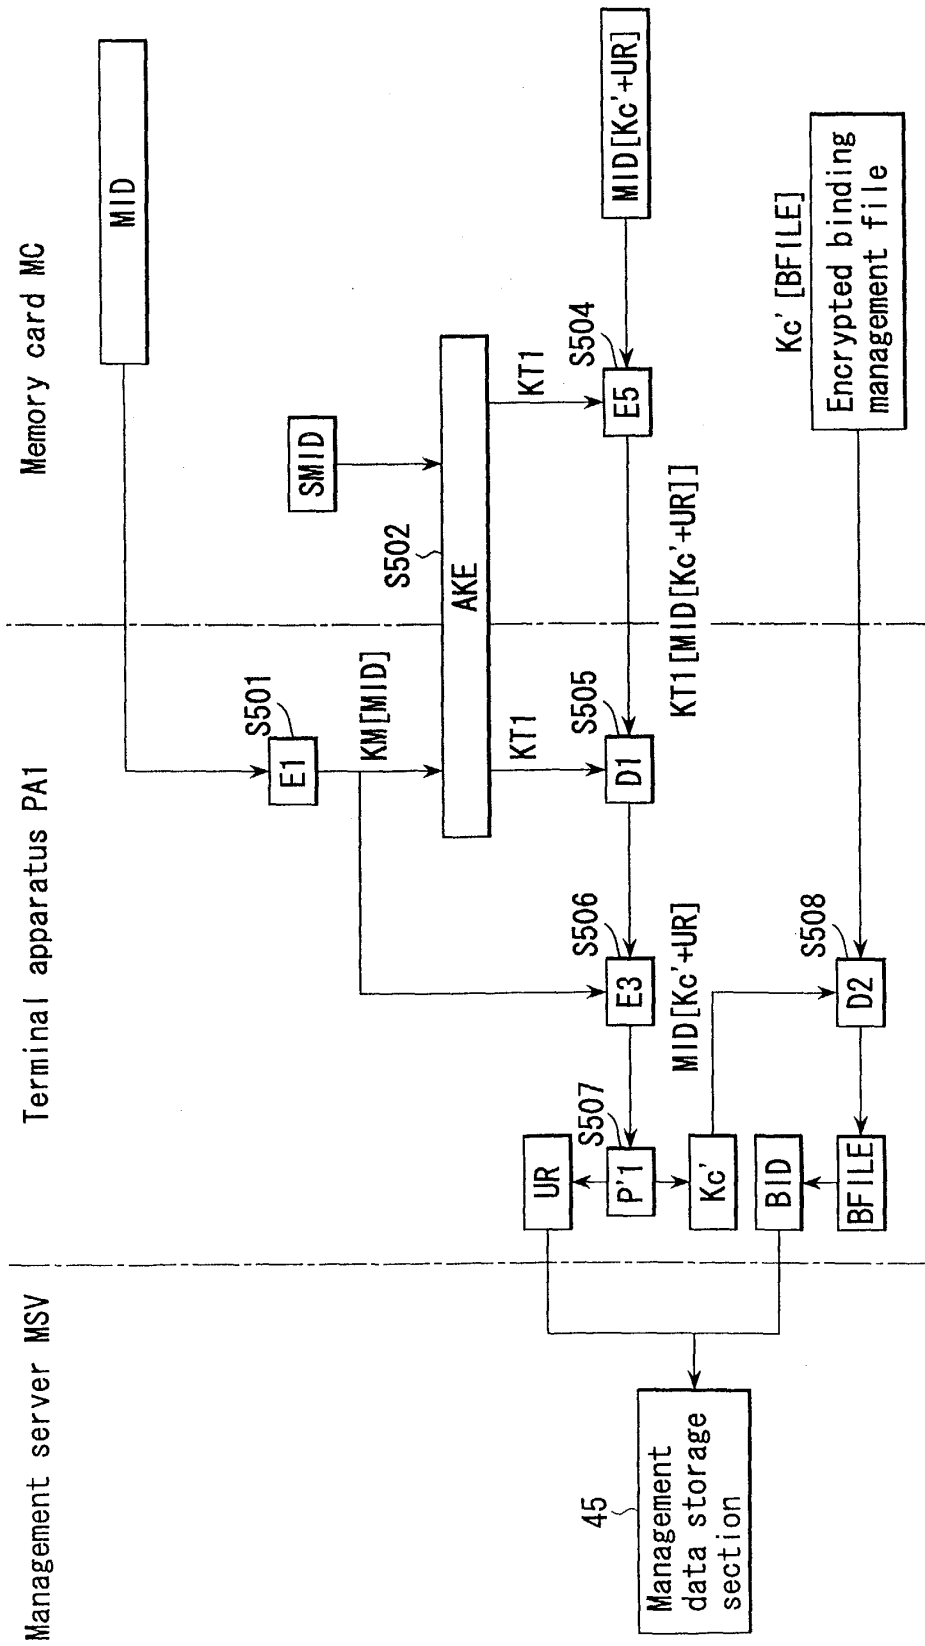 Management server MSV
Terminal apparatus PA1
Memory card MC
MID
S501
E1
KM[MID]
SMID
S502
AKE
KT1
KT1
UR
S507
P'1
S506
E3
S505
D1
S504
E5
MID[Kc'+UR]
MID[Kc'+UR]
KT1[MID[Kc'+UR]]
Kc'
45
Management
data storage
section
BID
BFILE
S508
D2
Kc'[BFILE]
Encrypted binding
management file